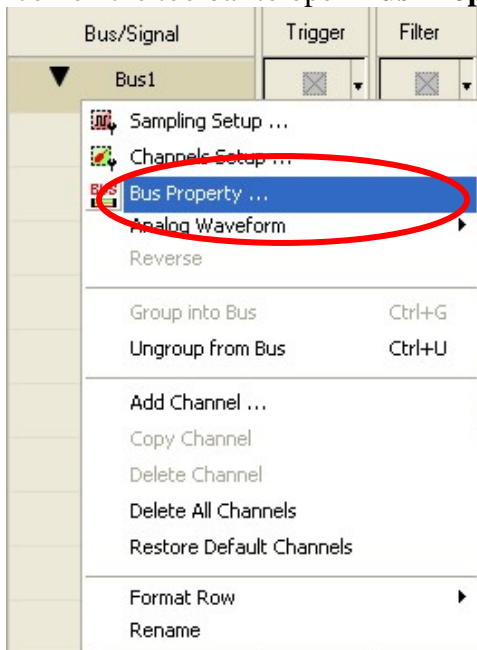 Bus/Signal Trigger Filter
Bus1
Sampling Setup ...
Channels Setup ...
BUS Bus Property ...
Analog Waveform
Reverse
Group into Bus Ctrl+G
Ungroup from Bus Ctrl+U
Add Channel ...
Copy Channel
Delete Channel
Delete All Channels
Restore Default Channels
Format Row
Rename